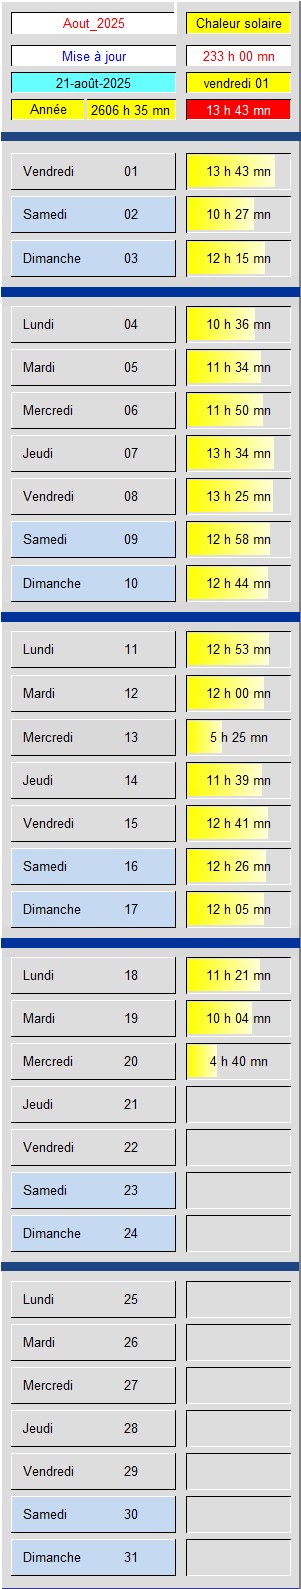 Aout_2025 Chaleur solaire
Mise à jour 233 h 00 mn
21-août-2025 vendredi 01
Année 2606 h 35 mn 13 h 43 mn
Vendredi 01 13 h 43 mn
Samedi 02 10 h 27 mn
Dimanche 03 12 h 15 mn
Lundi 04 10 h 36 mn
Mardi 05 11 h 34 mn
Mercredi 06 11 h 50 mn
Jeudi 07 13 h 34 mn
Vendredi 08 13 h 25 mn
Samedi 09 12 h 58 mn
Dimanche 10 12 h 44 mn
Lundi 11 12 h 53 mn
Mardi 12 12 h 00 mn
Mercredi 13 5 h 25 mn
Jeudi 14 11 h 39 mn
Vendredi 15 12 h 41 mn
Samedi 16 12 h 26 mn
Dimanche 17 12 h 05 mn
Lundi 18 11 h 21 mn
Mardi 19 10 h 04 mn
Mercredi 20 4 h 40 mn
Jeudi 21
Vendredi 22
Samedi 23
Dimanche 24
Lundi 25
Mardi 26
Mercredi 27
Jeudi 28
Vendredi 29
Samedi 30
Dimanche 31